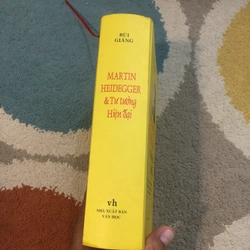 BÙI
GIÁNG
MARTIN
HEIDEGGER
& Tư tưởng
Hiện đại
vh
NHÀ XUẤT BẢN
VĂN HỌC